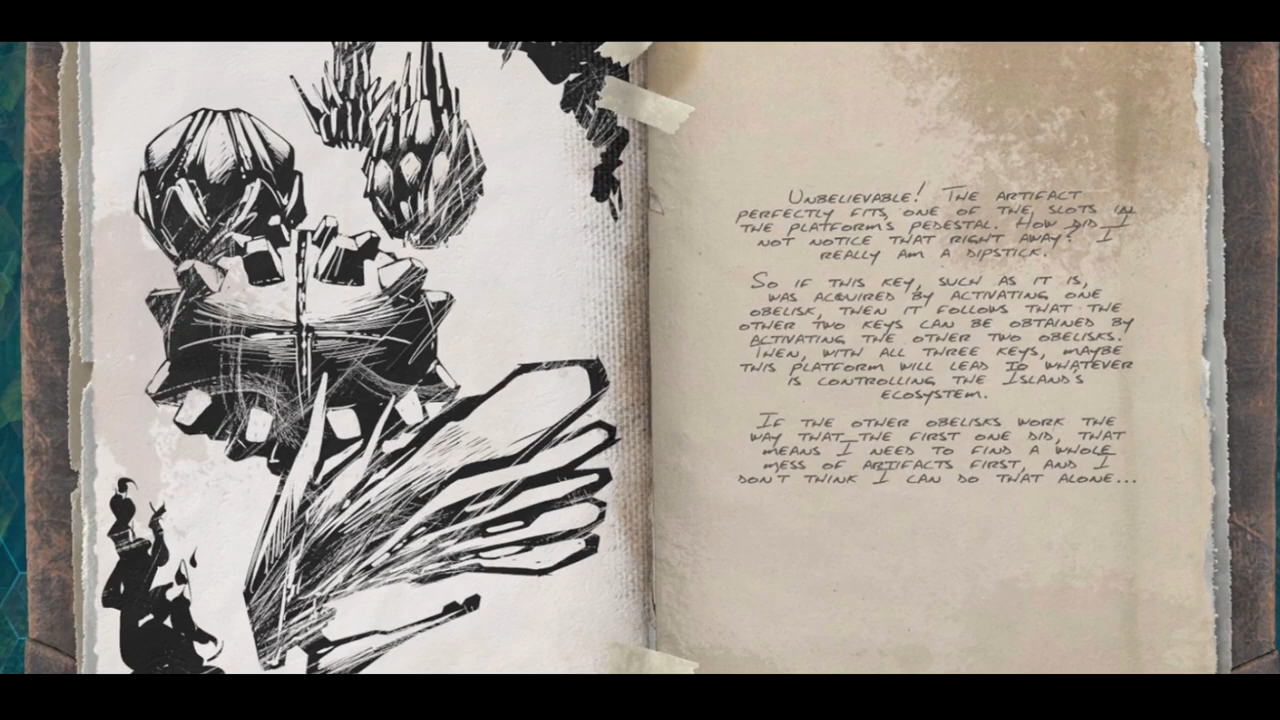 UNBELIEVABLE! THE ARTIFACT
PERFECTLY FITS ONE OF THE SLOTS IN
THE PLATFORM'S PEDESTAL. HOW DID I
NOT NOTICE THAT RIGHT AWAY? I
REALLY AM A DIPSTICK.
SO IF THIS KEY, SUCH AS IT IS,
WAS ACQUIRED BY ACTIVATING ONE
OBELISK, THEN IT FOLLOWS THAT THE
OTHER TWO KEYS CAN BE OBTAINED BY
ACTIVATING THE OTHER TWO OBELISKS.
THEN, WITH ALL THREE KEYS, MAYBE
THIS PLATFORM WILL LEAD TO WHATEVER
IS CONTROLLING THE ISLAND'S
ECOSYSTEM.
IF THE OTHER OBELISKS WORK THE
WAY THAT THE FIRST ONE DID, THAT
MEANS I NEED TO FIND A WHOLE
MESS OF ARTIFACTS FIRST, AND I
DON'T THINK I CAN DO THAT ALONE...